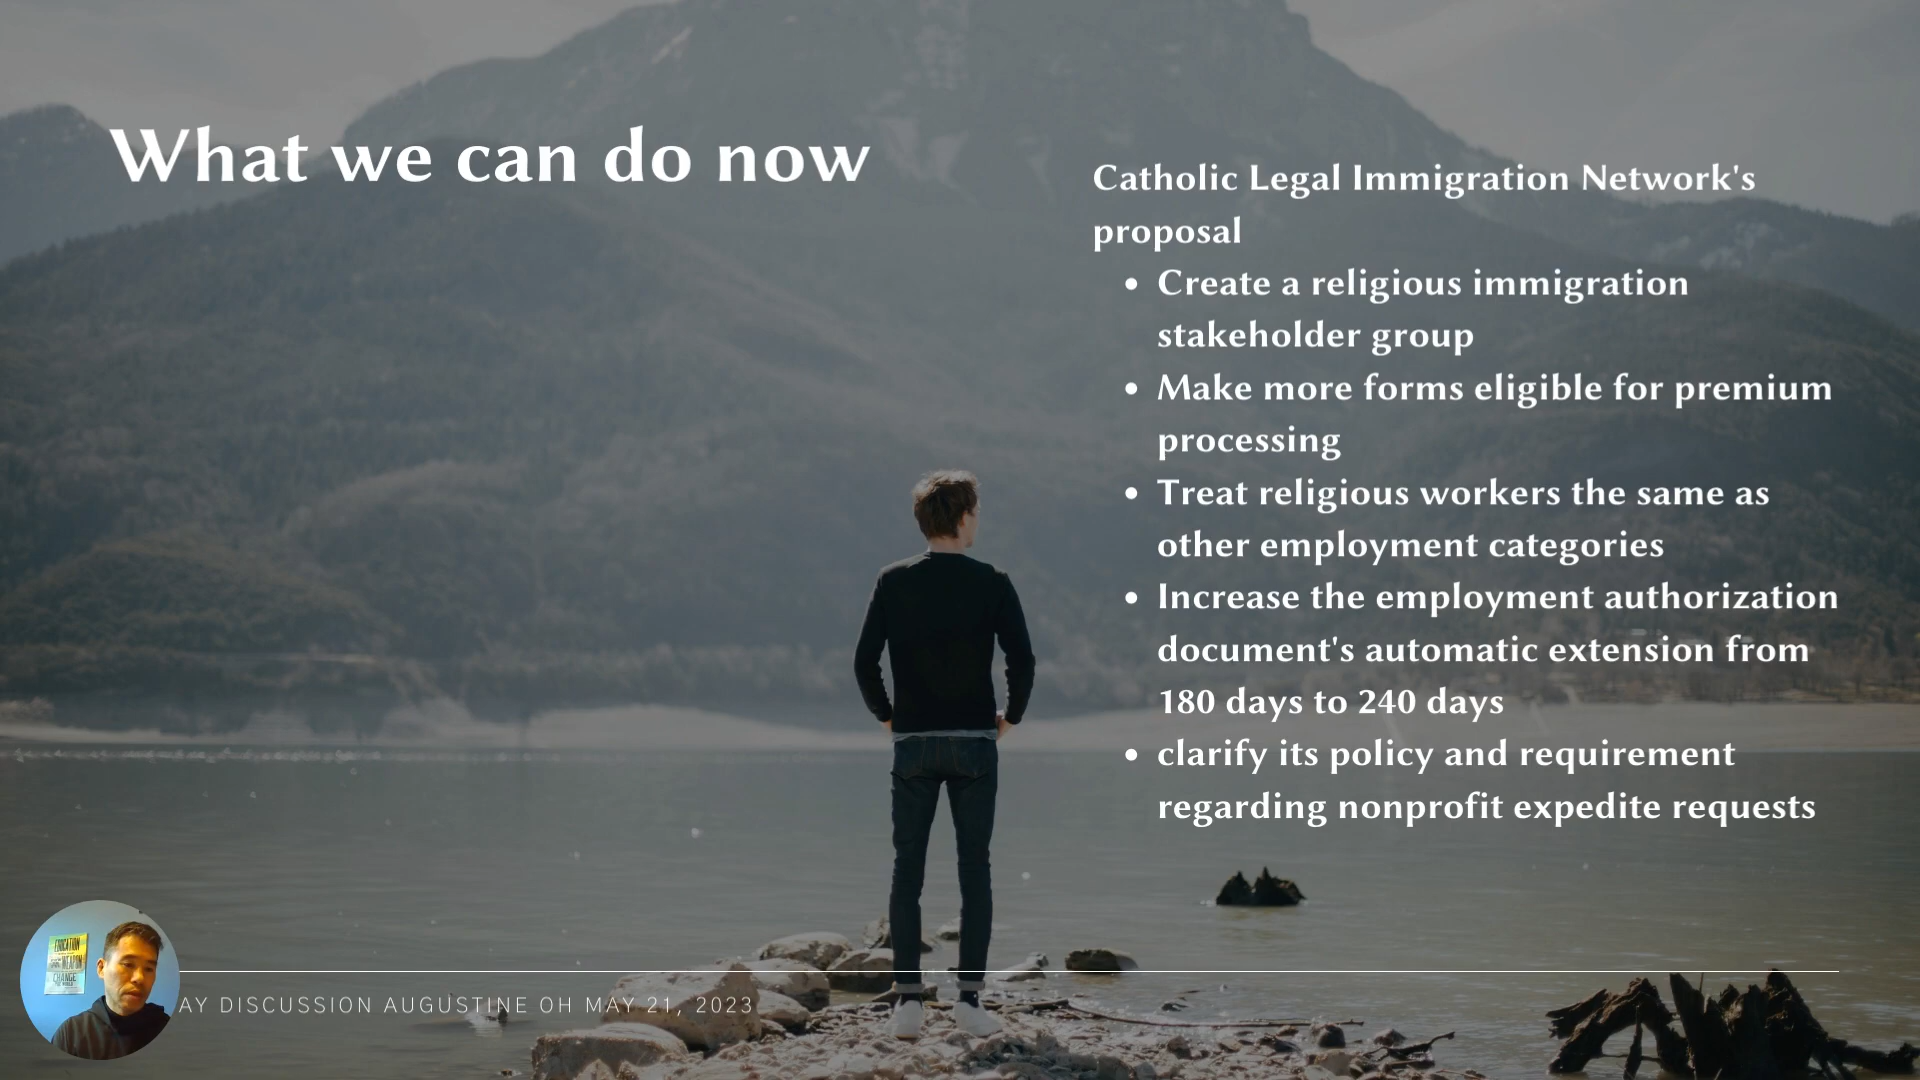 What we can do now
Catholic Legal Immigration Network's
proposal
• Create a religious immigration
stakeholder group
• Make more forms eligible for premium
processing
• Treat religious workers the same as
other employment categories
• Increase the employment authorization
document's automatic extension from
180 days to 240 days
• clarify its policy and requirement
regarding nonprofit expedite requests
EDUCATION
WEAPON
CHANGE
AY DISCUSSION AUGUSTINE OH MAY 21, 2023